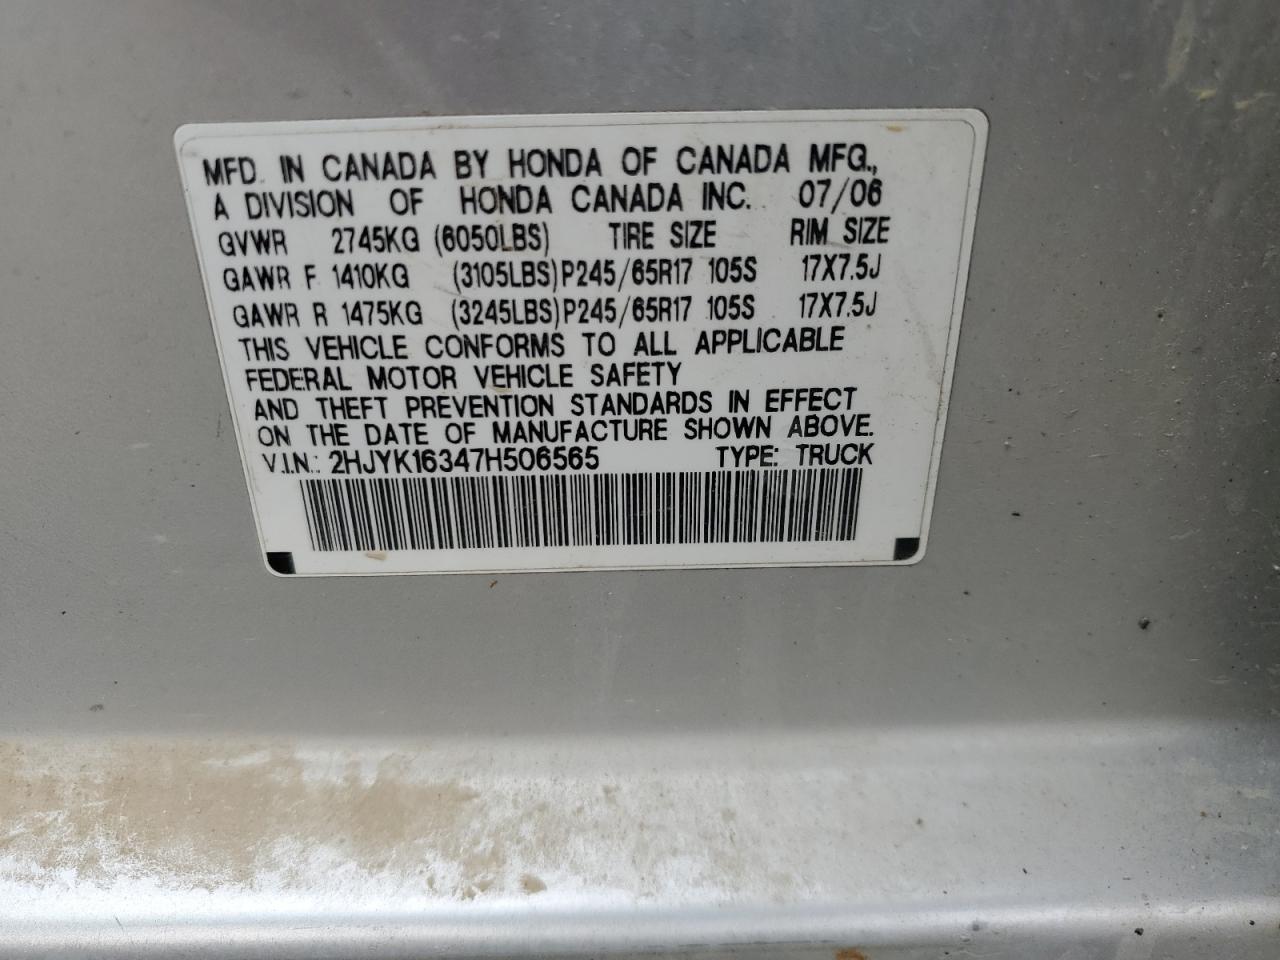 MFD. IN CANADA BY HONDA OF CANADA MFG.,
A DIVISION OF HONDA CANADA INC. 07/06
GVWR 2745KG (6050LBS) TIRE SIZE RIM SIZE
GAWR F 1410KG (3105LBS) P245/65R17 105S 17X7.5J
GAWR R 1475KG (3245LBS) P245/65R17 105S 17X7.5J
THIS VEHICLE CONFORMS TO ALL APPLICABLE
FEDERAL MOTOR VEHICLE SAFETY
AND THEFT PREVENTION STANDARDS IN EFFECT
ON THE DATE OF MANUFACTURE SHOWN ABOVE.
V.I.N.: 2HJYK16347H506565 TYPE: TRUCK